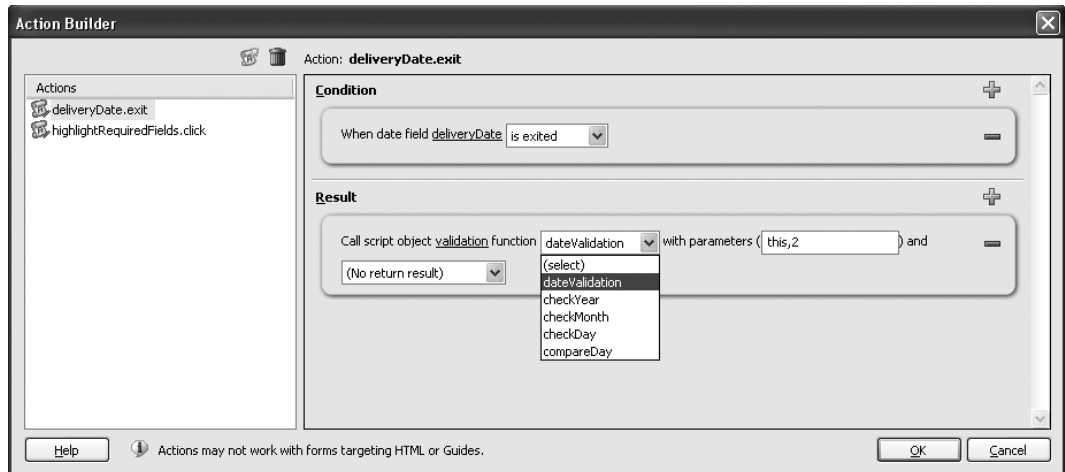 Action Builder
Action: deliveryDate.exit
Actions
deliveryDate.exit
highlightRequiredFields.click
Condition
When date field deliveryDate is exited
Result
Call script object validation function dateValidation with parameters ( this,2 ) and
(No return result)
(select)
dateValidation
checkYear
checkMonth
checkDay
compareDay
Help
Actions may not work with forms targeting HTML or Guides.
OK
Cancel